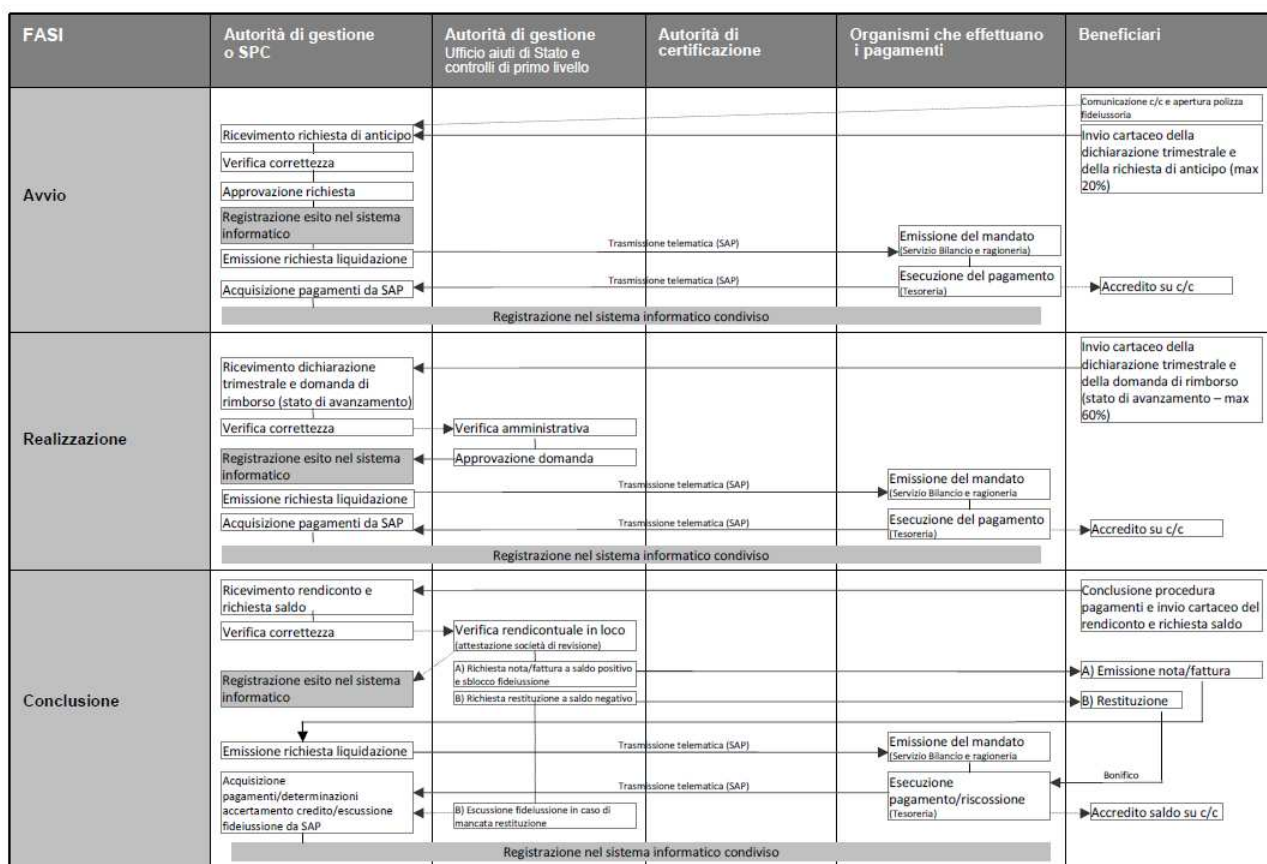 FASI
Autorità di gestione
o SPC
Autorità di gestione
Ufficio aiuti di Stato e
controlli di primo livello
Autorità di
certificazione
Organismi che effettuano
i pagamenti
Beneficiari
Avvio
Comunicazione c/c e apertura polizza
fideiussoria
Ricevimento richiesta di anticipo
Invio cartaceo della
dichiarazione trimestrale e
della richiesta di anticipo (max
20%)
Verifica correttezza
Approvazione richiesta
Registrazione esito nel sistema
informatico
Emissione richiesta liquidazione
Trasmissione telematica (SAP)
Emissione del mandato
(Servizio Bilancio e ragioneria)
Acquisizione pagamenti da SAP
Trasmissione telematica (SAP)
Esecuzione del pagamento
(Tesoreria)
Accredito su c/c
Registrazione nel sistema informatico condiviso
Realizzazione
Ricevimento dichiarazione
trimestrale e domanda di
rimborso (stato di avanzamento)
Invio cartaceo della
dichiarazione trimestrale e
della domanda di rimborso
(stato di avanzamento – max
60%)
Verifica correttezza
Verifica amministrativa
Registrazione esito nel sistema
informatico
Approvazione domanda
Emissione richiesta liquidazione
Trasmissione telematica (SAP)
Emissione del mandato
(Servizio Bilancio e ragioneria
Acquisizione pagamenti da SAP
Trasmissione telematica (SAP)
Esecuzione del pagamento
(Tesoreria)
Accredito su c/c
Registrazione nel sistema informatico condiviso
Conclusione
Ricevimento rendiconto e
richiesta saldo
Conclusione procedura
pagamenti e invio cartaceo del
rendiconto e richiesta saldo
Verifica correttezza
Verifica rendicontuale in loco
(attestazione società di revisione)
Registrazione esito nel sistema
informatico
A) Richiesta nota/fattura a saldo positivo
e sblocco fideiussione
A) Emissione nota/fattura
B) Richiesta restituzione a saldo negativo
B) Restituzione
Emissione richiesta liquidazione
Trasmissione telematica (SAP)
Emissione del mandato
(Servizio Bilancio e ragioneria
Bonifico
Acquisizione
pagamenti/determinazioni
accertamento credito/escussione
fideiussione da SAP
Trasmissione telematica (SAP)
Esecuzione
pagamento/riscossione
(Tesoreria)
B) Escussione fideiussione in caso di
mancata restituzione
Accredito saldo su c/c
Registrazione nel sistema informatico condiviso